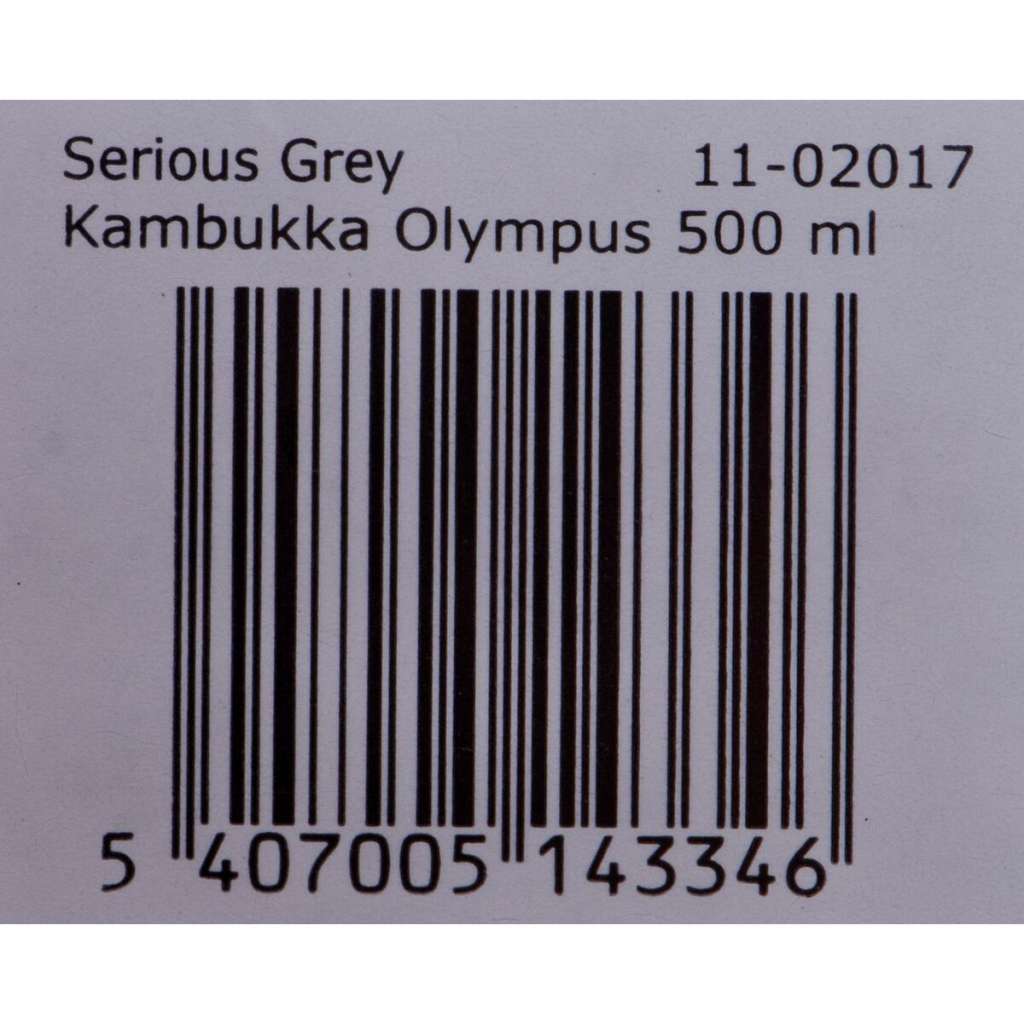 Serious Grey 11-02017
Kambukka Olympus 500 ml
5 407005 143346